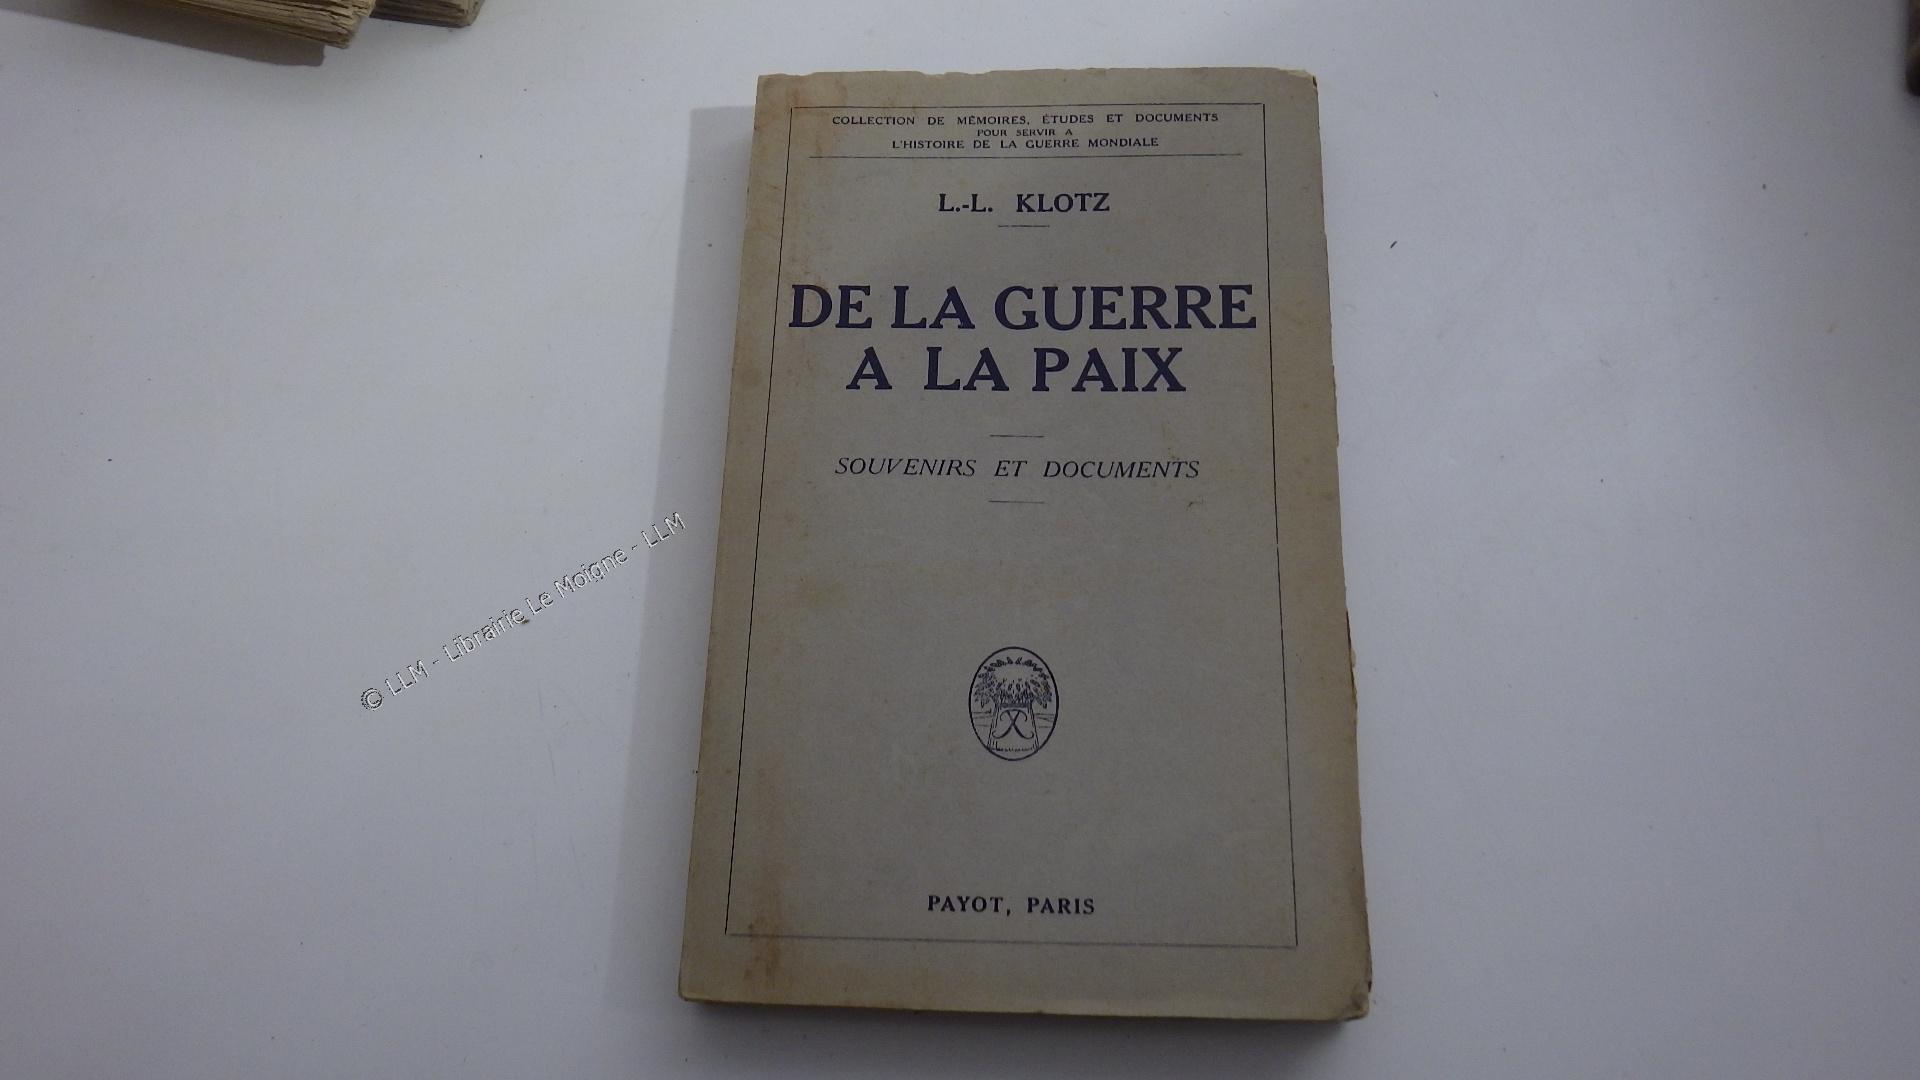 COLLECTION DE MÉMOIRES, ÉTUDES ET DOCUMENTS
POUR SERVIR A
L'HISTOIRE DE LA GUERRE MONDIALE
L.-L. KLOTZ
DE LA GUERRE
A LA PAIX
SOUVENIRS ET DOCUMENTS
PAYOT, PARIS
© LLM - Librairie Le Moigne - LLM